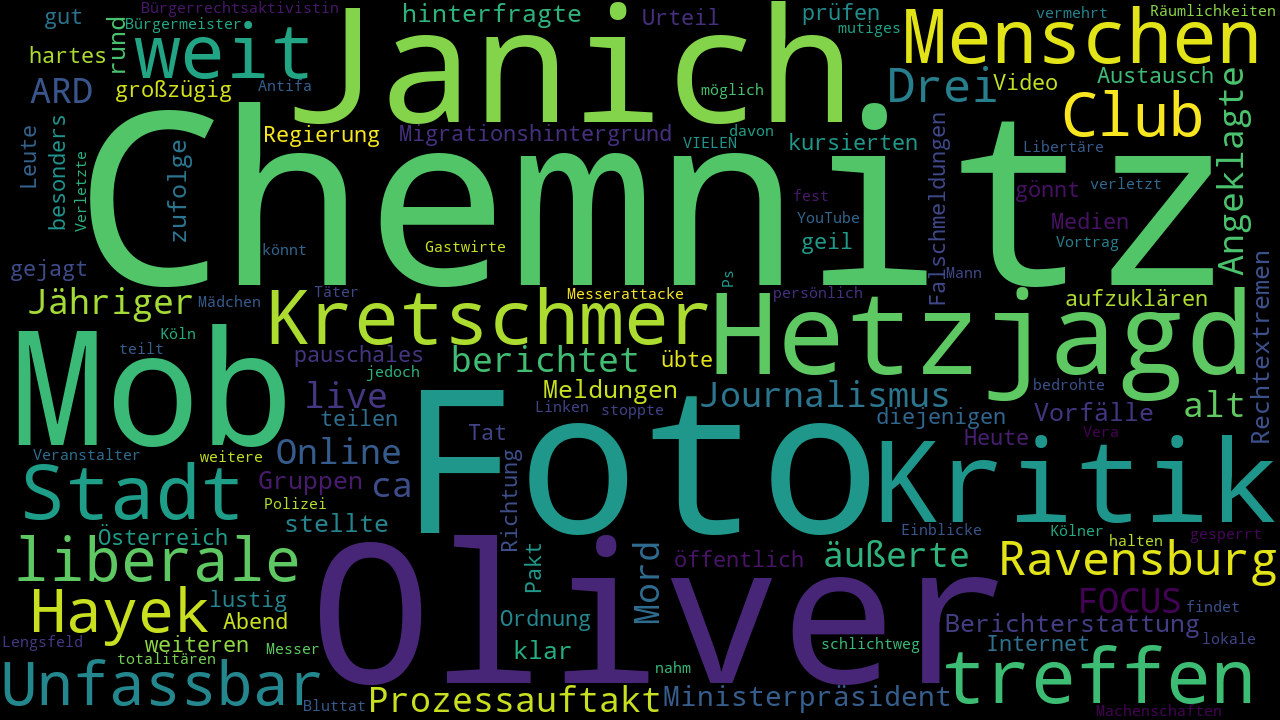 Bürgerrechtsaktivistin
gut
Bürgermeister
rund
weit
hartes
ARD
großzügig
Antifa
hinterfragte
Urteil
Janich
prüfen
mutiges
Menschen
vermehrt
Räumlichkeiten
Drei
Video
Austausch
Club
möglich
Regierung
Migrationshintergrund
VIELEN
davon
kursierten
Libertäre
Angeklagte
Leute
besonders
Verletzte
zufolge
Chemnitz
fest
YouTube
geil
Falschmeldungen
gönnt
verletzt
Medien
Vortrag
könnt
Gastwirte
gejagt
Mann
Ps
Jähriger
Mädchen
Täter
Messerattacke
persönlich
aufzuklären
Kretschmer
Hetzjagd
Rechtextremen
Köln
teilt
Mob
pauschales
jedoch
berichtet
übte
live
Meldungen
Journalismus
bedrohte
teilen
Linken
stoppte
diejenigen
Vorfälle
alt
Tat
Heute
Vera
Veranstalter
weitere
Online
Foto
Kritik
Stadt
Gruppen
ca
Richtung
Polizei
stellte
Einblicke
Kölner
gesperrt
halten
Österreich
liberale
Pakt
Mord
öffentlich
äußerte
Ravensburg
Hayek
lustig
Abend
Ordnung
Oliver
FOCUS
findet
Berichterstattung
Lengsfeld
weiteren
Messer
klar
schlichtweg
Internet
lokale
totalitären
nahm
treffen
Unfassbar
Bluttat
Prozessauftakt
Ministerpräsident
Machenschaften